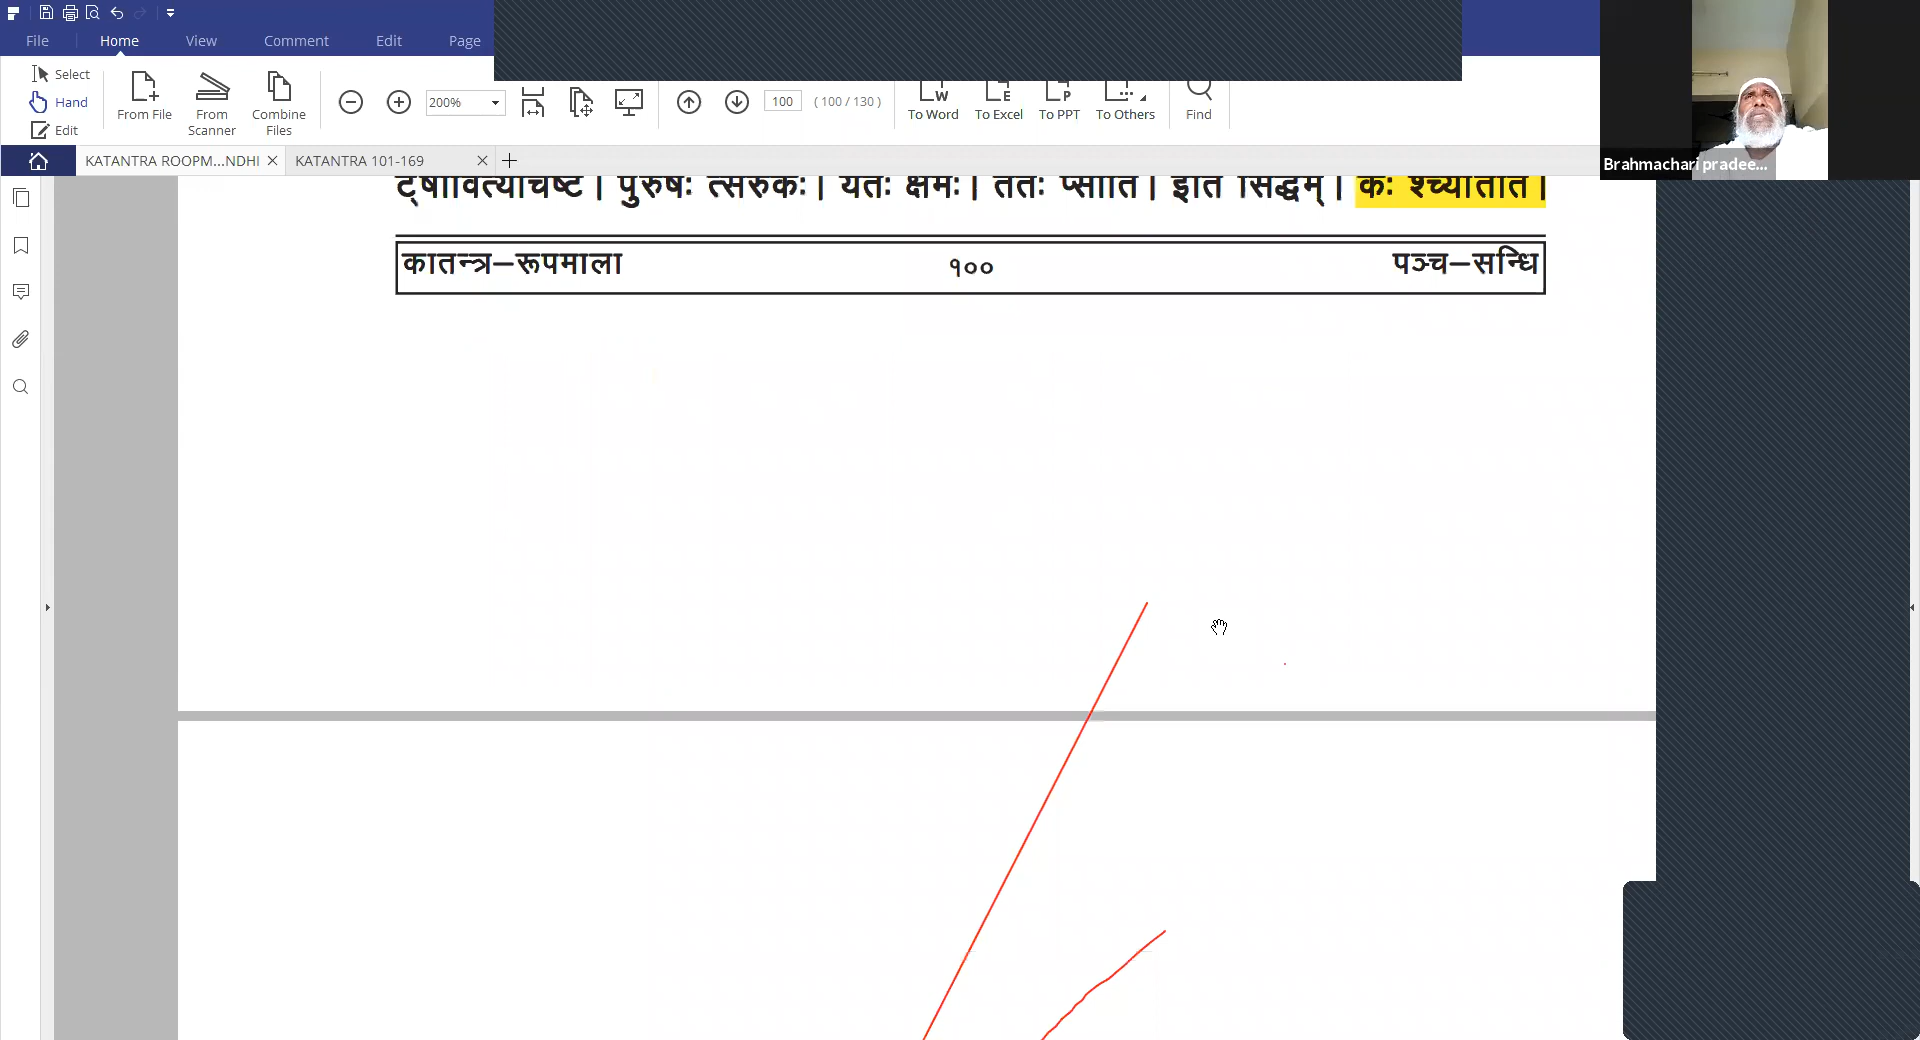 File Home View Comment Edit Page
Select
Hand
Edit
From File
From Scanner
Combine Files
200%
100 ( 100 / 130 )
To Word To Excel To PPT To Others
Find
KATANTRA ROOPM...NDHI KATANTRA 101-169
Brahmachari pradee...
पुरुषः त्सरुकः। यतः क्षमः। ततः प्साति। इति सिद्धम्। कः श्च्योतति।
कातन्त्र–रूपमाला १०० पञ्च–सन्धि